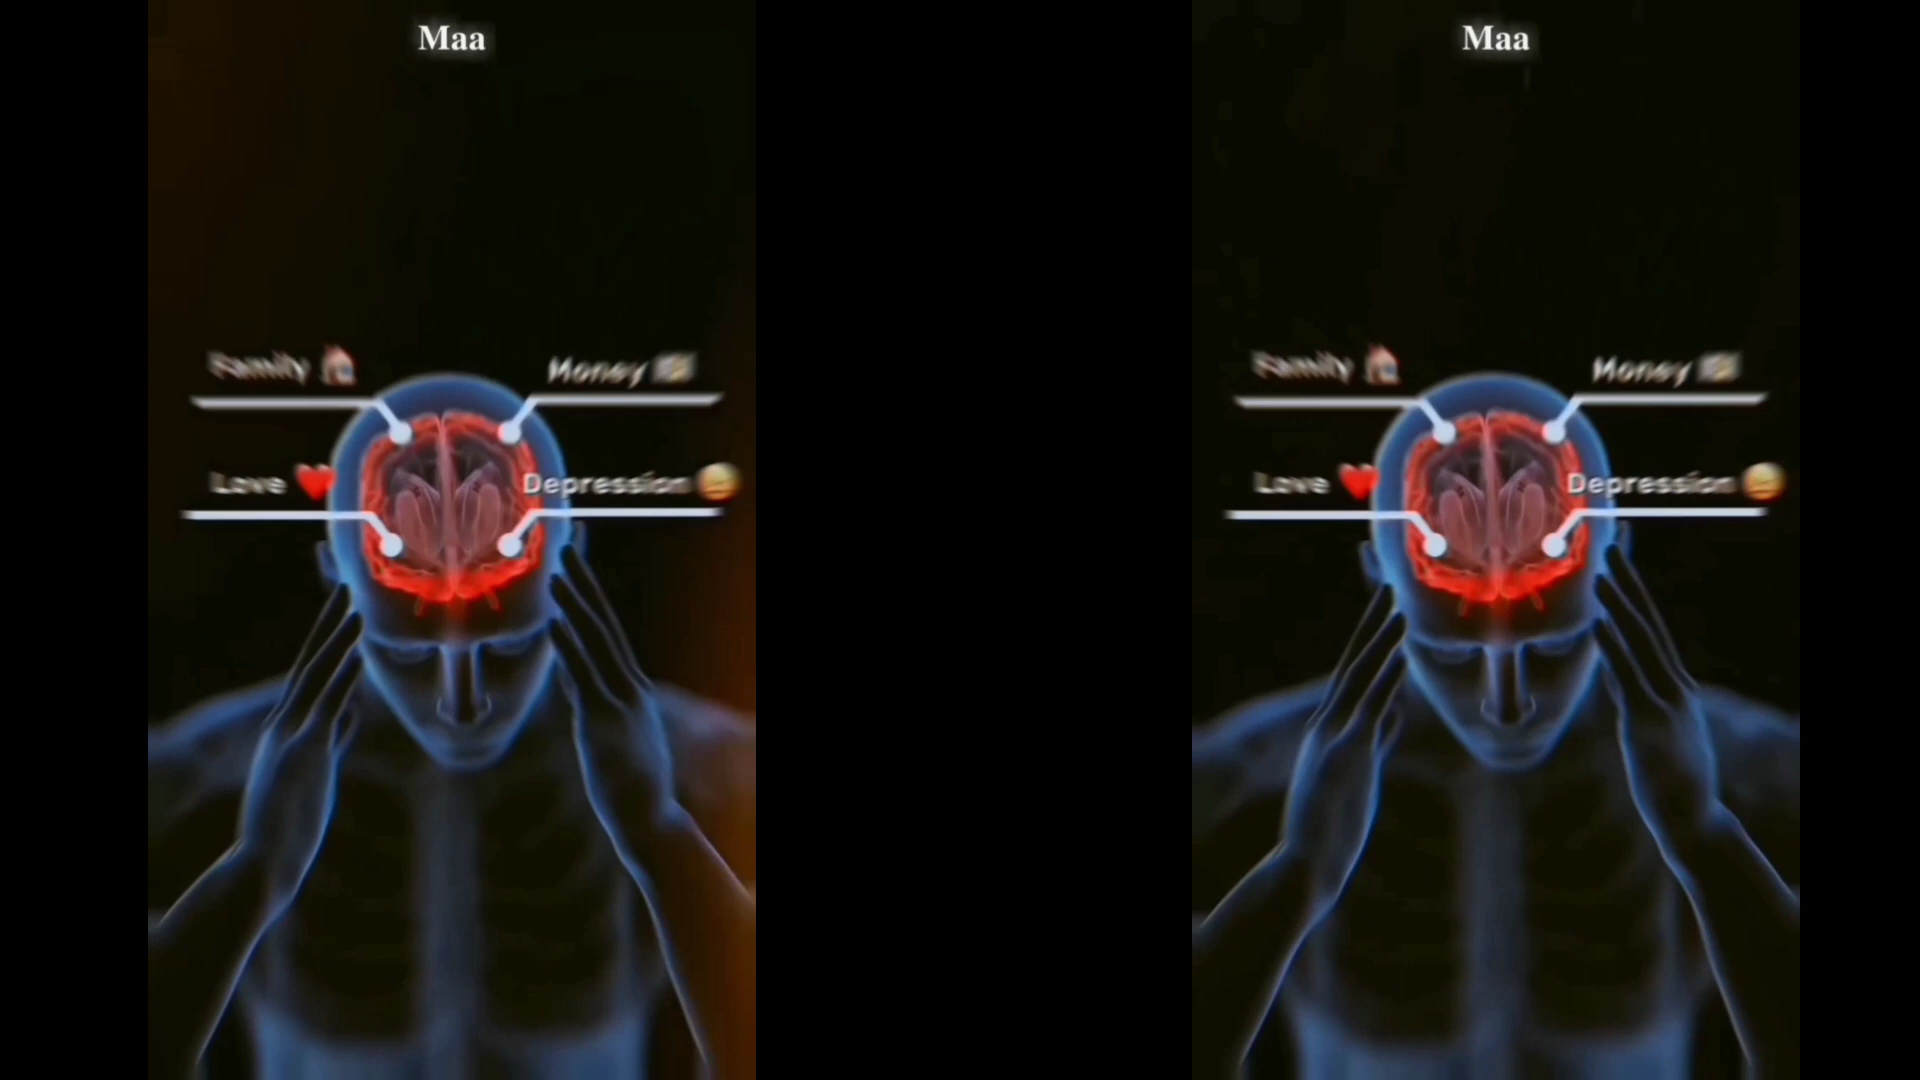 Maa
Family 🏠
Money 💵
Love ❤️
Depression 😔
Maa
Family 🏠
Money 💵
Love ❤️
Depression 😔